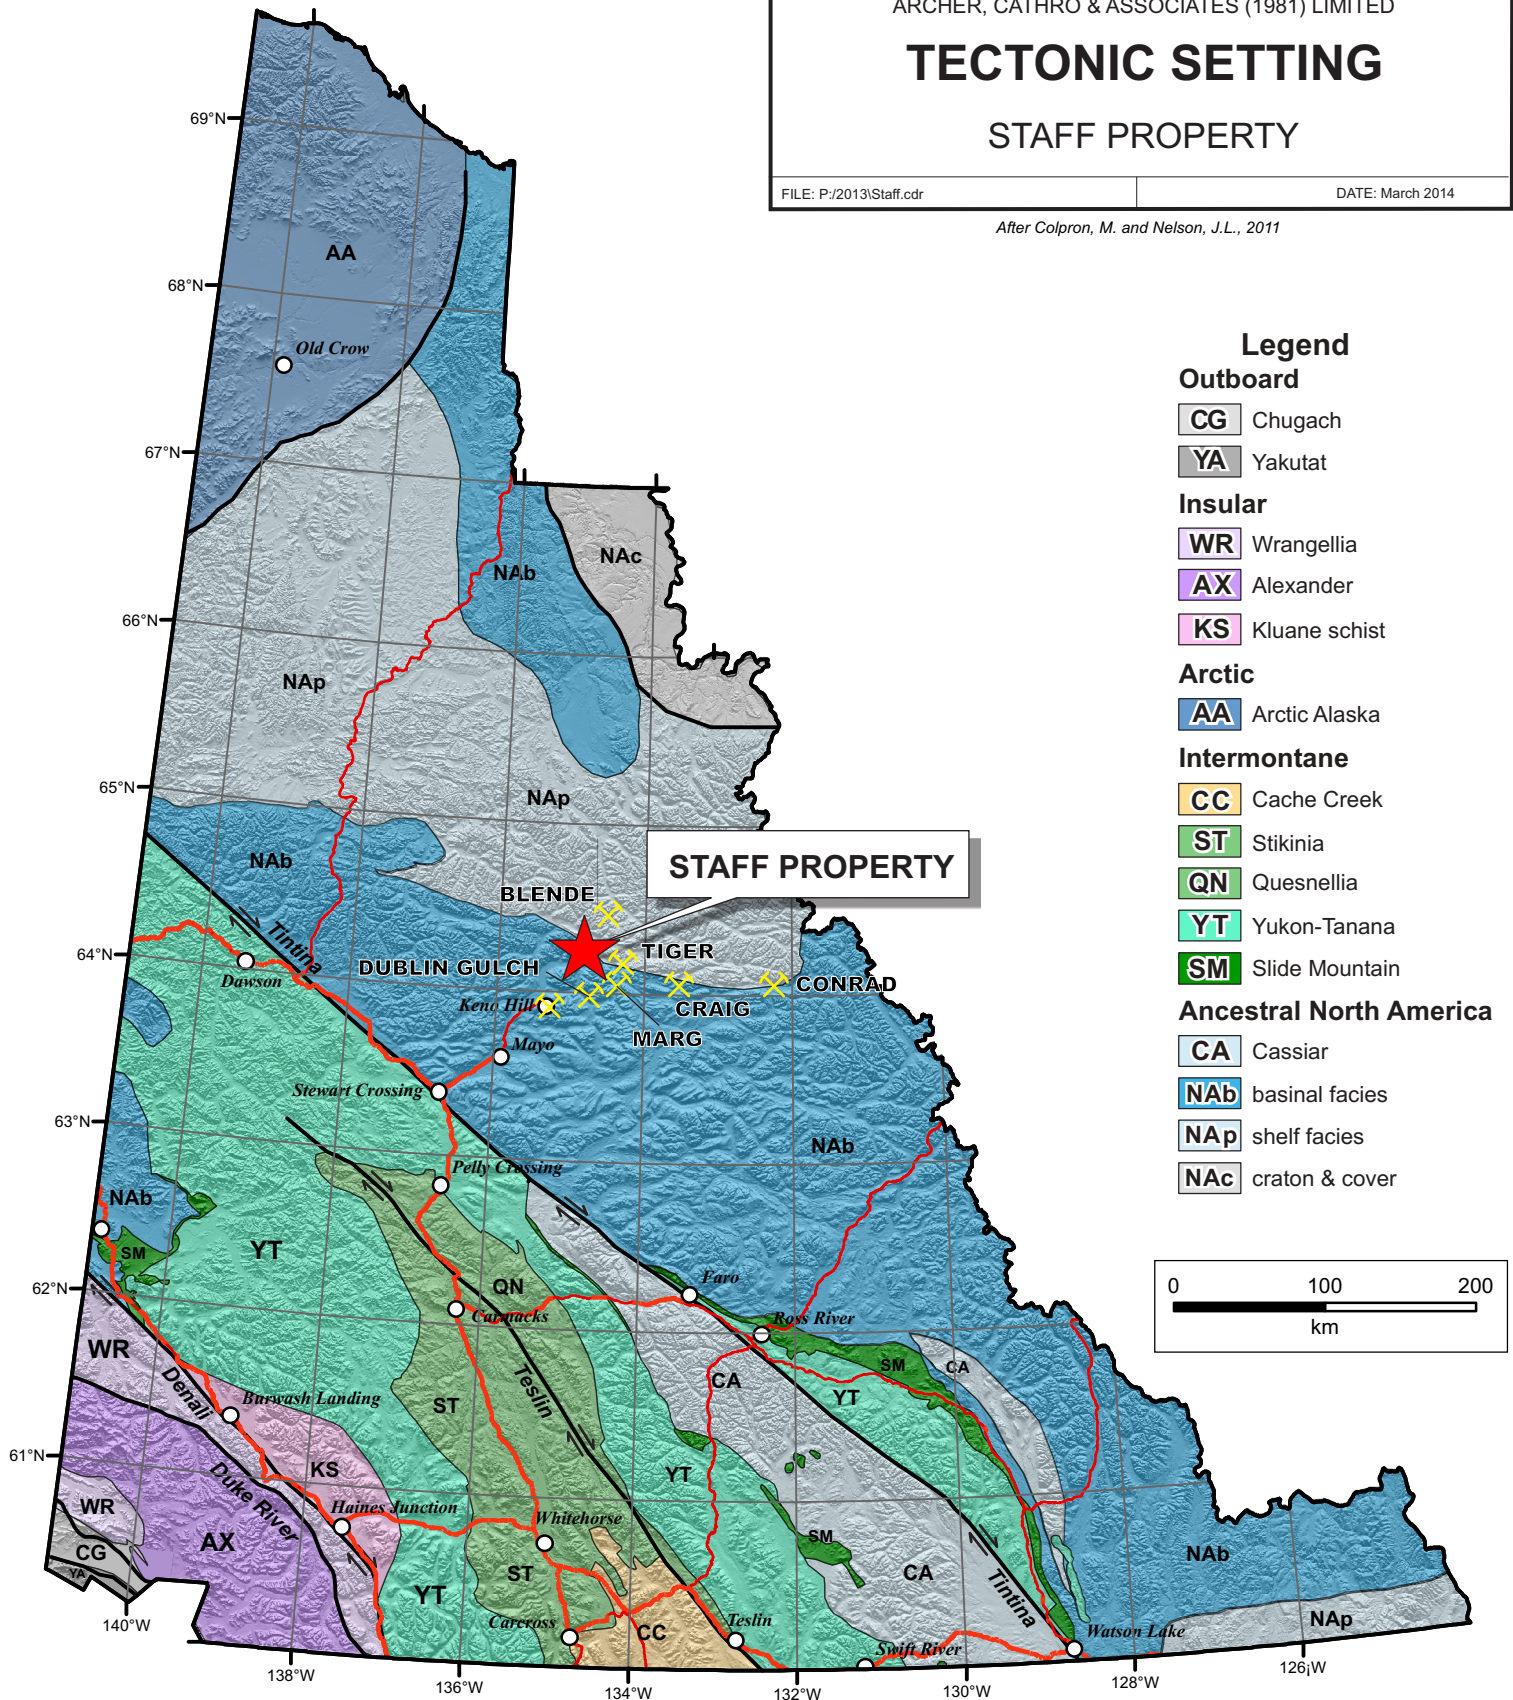 ARCHER, CATHRO & ASSOCIATES (1981) LIMITED
TECTONIC SETTING
STAFF PROPERTY
FILE: P:/2013\Staff.cdr
DATE: March 2014
After Colpron, M. and Nelson, J.L., 2011
69°N
68°N
67°N
66°N
65°N
64°N
63°N
62°N
61°N
140°W
138°W
136°W
134°W
132°W
130°W
128°W
126¡W
AA
Old Crow
NAb
NAc
NAp
NAp
NAb
STAFF PROPERTY
BLENDE
TIGER
DUBLIN GULCH
CONRAD
Keno Hill
CRAIG
MARG
Tintina
Dawson
Mayo
Stewart Crossing
NAb
Pelly Crossing
NAb
SM
YT
QN
Faro
Carmacks
Ross River
WR
Denali
Burwash Landing
Teslin
ST
CA
SM
CA
YT
KS
YT
Duke River
WR
Haines Junction
Whitehorse
AX
SM
CG
YA
YT
ST
CA
NAb
Tintina
Carcross
CC
Teslin
Swift River
Watson Lake
NAp
Legend
Outboard
CG Chugach
YA Yakutat
Insular
WR Wrangellia
AX Alexander
KS Kluane schist
Arctic
AA Arctic Alaska
Intermontane
CC Cache Creek
ST Stikinia
QN Quesnellia
YT Yukon-Tanana
SM Slide Mountain
Ancestral North America
CA Cassiar
NAb basinal facies
NAp shelf facies
NAc craton & cover
0 100 200
km